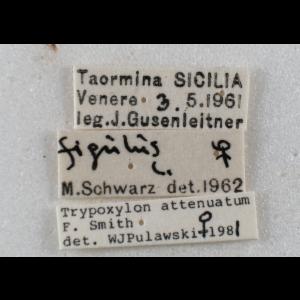 Taormina SICILIA
Venere 3.5.1961
leg.J.Gusenleitner
figulus ♀
M.Schwarz det.1962
Trypoxylon attenuatum
F. Smith ♀
det. WJPulawski 1981